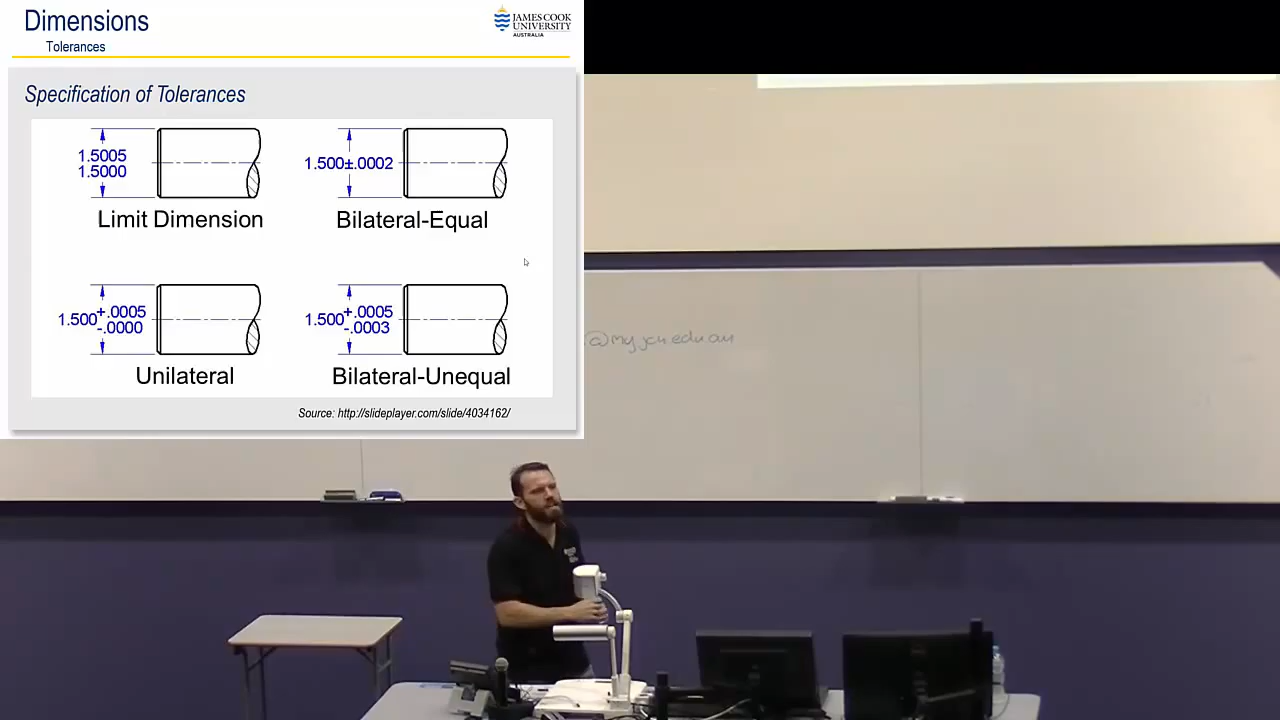 Dimensions
Tolerances
JAMES COOK
UNIVERSITY
AUSTRALIA
Specification of Tolerances
1.5005
1.5000
Limit Dimension
1.500±.0002
Bilateral-Equal
1.500+.0005
-.0000
Unilateral
1.500+.0005
-.0003
Bilateral-Unequal
Source: http://slideplayer.com/slide/4034162/
@my.jcu.edu.au